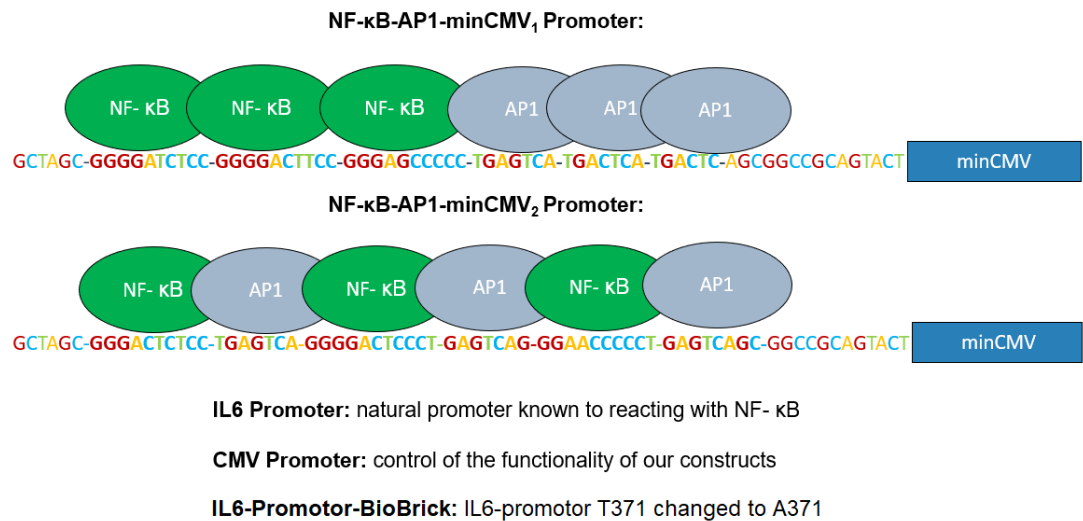 NF-κB-AP1-minCMV₁ Promoter:
NF- κB NF- κB NF- κB AP1 AP1 AP1
GCTAGC-GGGGATCTCC-GGGGACTTCC-GGGAGCCCCC-TGAGTCA-TGACTCA-TGACTC-AGCGGCCGCAGTACT minCMV
NF-κB-AP1-minCMV₂ Promoter:
NF- κB AP1 NF- κB AP1 NF- κB AP1
GCTAGC-GGGACTCTCC-TGAGTCA-GGGGACTCCCT-GAGTCAG-GGAACCCCCT-GAGTCAGC-GGCCGCAGTACT minCMV
IL6 Promoter: natural promoter known to reacting with NF- κB
CMV Promoter: control of the functionality of our constructs
IL6-Promotor-BioBrick: IL6-promotor T371 changed to A371